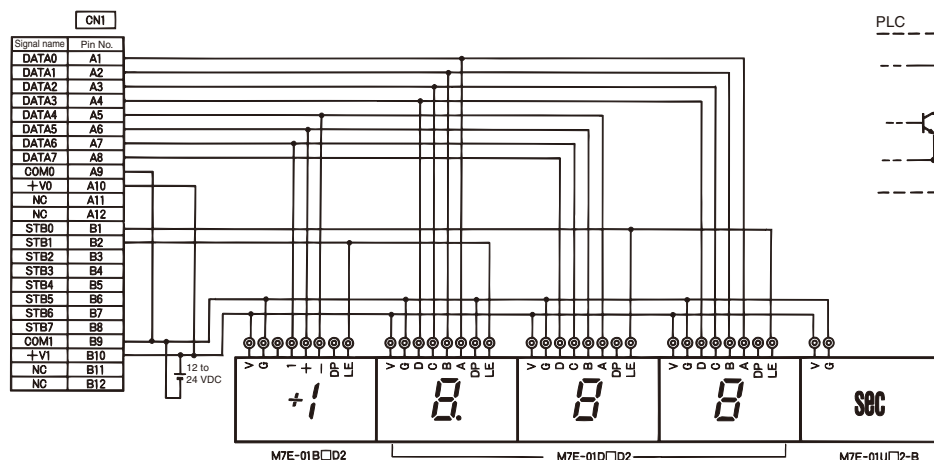 CN1
PLC
Signal name Pin No.
DATA0 A1
DATA1 A2
DATA2 A3
DATA3 A4
DATA4 A5
DATA5 A6
DATA6 A7
DATA7 A8
COM0 A9
+V0 A10
NC A11
NC A12
STB0 B1
STB1 B2
STB2 B3
STB3 B4
STB4 B5
STB5 B6
STB6 B7
STB7 B8
COM1 B9
+V1 B10
NC B11
NC B12
12 to
24 VDC
V G 1 + − DP LE
V G D C B A DP LE
V G D C B A DP LE
V G D C B A DP LE
V G
+1 8. 8 8 sec
M7E-01B□D2 M7E-01D□D2 M7E-01U□2-B